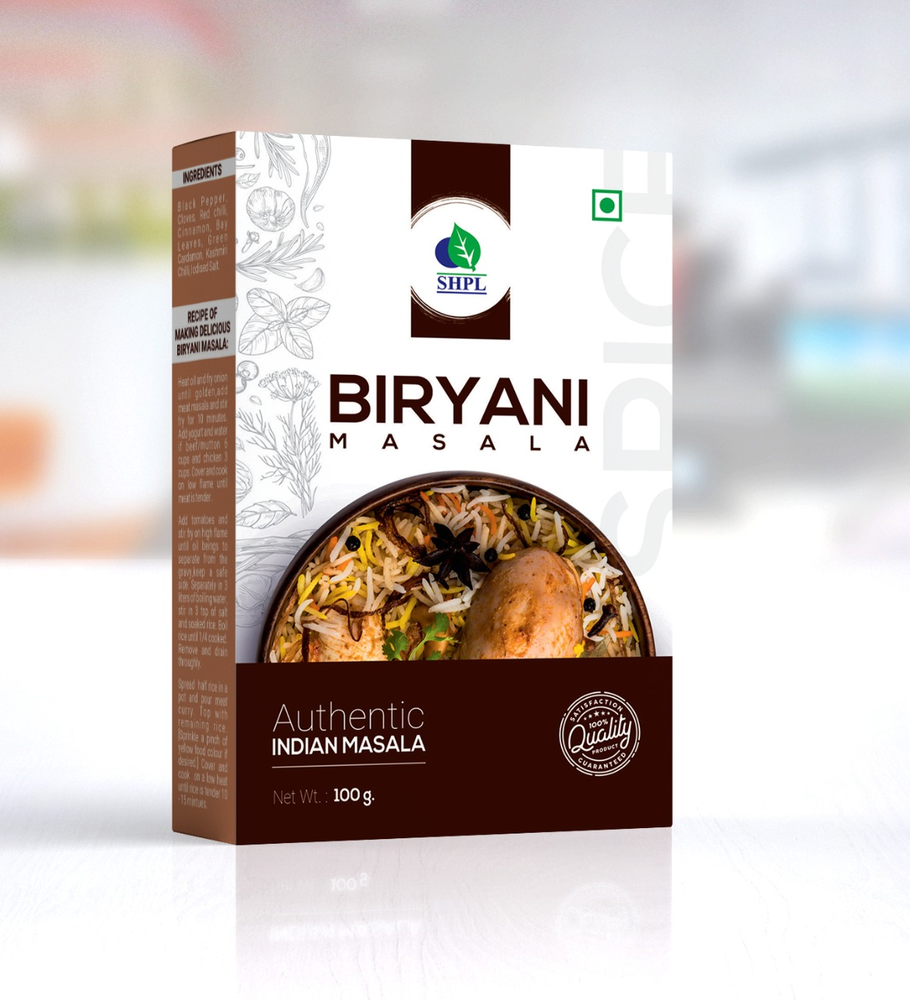 INGREDIENTS
Black Pepper,
Cloves, Red chilli,
Cinnamon, Bay
Leaves, Green
Cardamon, Kashmiri
Chilli, Iodised Salt.
RECIPE OF
MAKING DELICIOUS
BIRYANI MASALA:
Heat oil and fry onion
until golden,add
meat masala and stir
fry for 10 minutes.
Add yogurt and water
if beef/mutton 6
cups and chicken 3
cups. Cover and cook
on low flame until
meat is tender.
Add tomatoes and
stir fry on high flame
until oil beings to
separate from the
gravy,keep a safe
side. Separately in 3
liters of boiling water,
stir in 3 tsp of salt
and soaked rice. Boil
rice until 1/4 cooked.
Remove and drain
throughly.
Spread half rice in a
pot and pour meat
curry. Top with
remaining rice.
[Sprinkle a pinch of
yellow food colour if
desired.] Cover and
cook on a low heat
until rice is tender 10
-15 mintues.
SHPL
SPICE
BIRYANI
MASALA
Authentic
INDIAN MASALA
Net Wt. : 100 g.
SATISFACTION
100%
Quality
PRODUCT
GUARANTEED